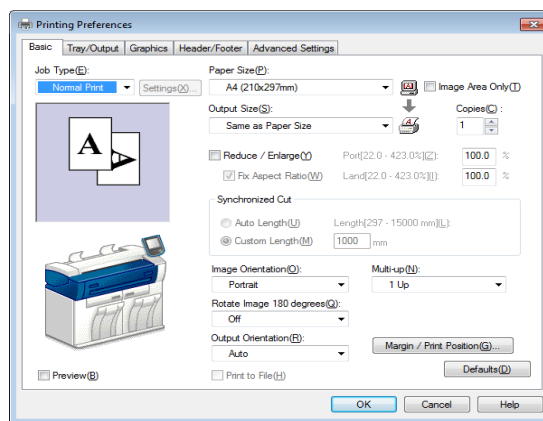 Printing Preferences
Basic Tray/Output Graphics Header/Footer Advanced Settings
Job Type(E): Paper Size(P):
Normal Print Settings(X)... A4 (210x297mm) Image Area Only(T)
Output Size(S): Copies(C) :
Same as Paper Size 1
A A
Reduce / Enlarge(Y) Port[22.0 - 423.0%](Z): 100.0 %
Fix Aspect Ratio(W) Land[22.0 - 423.0%](I): 100.0 %
Synchronized Cut
Auto Length(U) Length[297 - 15000 mm](L):
Custom Length(M) 1000 mm
Image Orientation(O): Multi-up(N):
Portrait 1 Up
Rotate Image 180 degrees(Q):
Off
Output Orientation(R):
Auto Margin / Print Position(G)...
Defaults(D)
Preview(B) Print to File(H)
OK Cancel Help